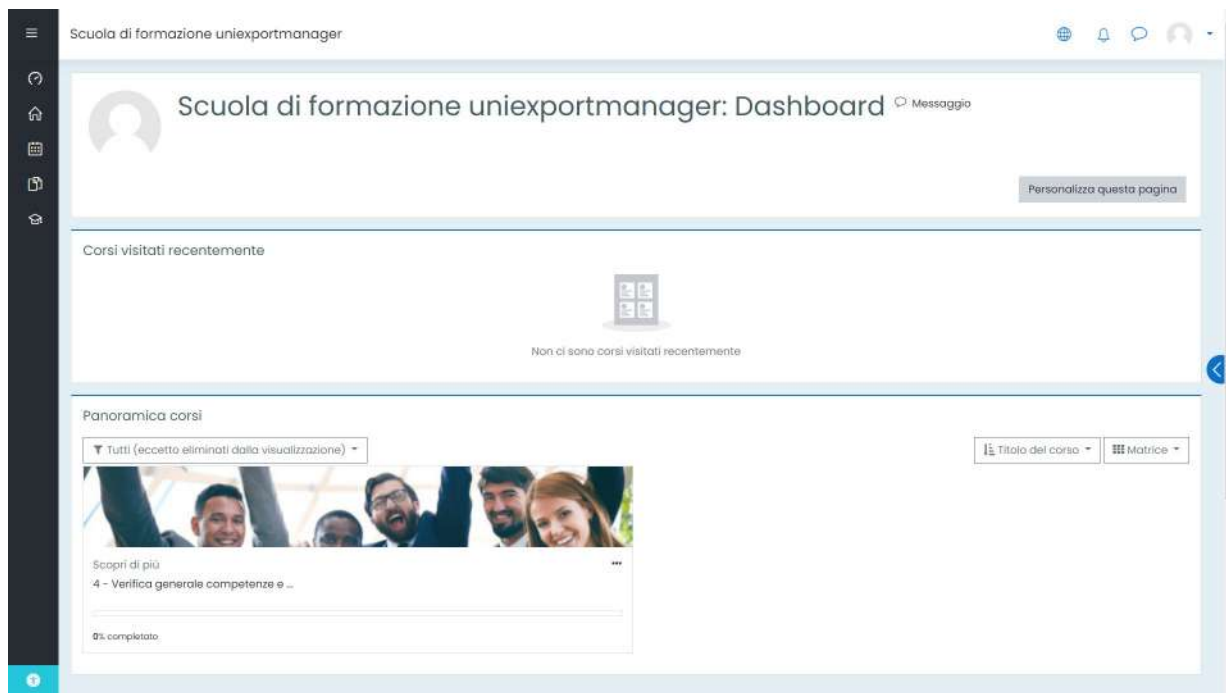 Scuola di formazione uniexportmanager
Scuola di formazione uniexportmanager: Dashboard
Messaggio
Personalizza questa pagina
Corsi visitati recentemente
Non ci sono corsi visitati recentemente
Panoramica corsi
Tutti (eccetto eliminati dalla visualizzazione)
Titolo del corso
Matrice
Scopri di più
4 - Verifica generale competenze e ...
0% completato